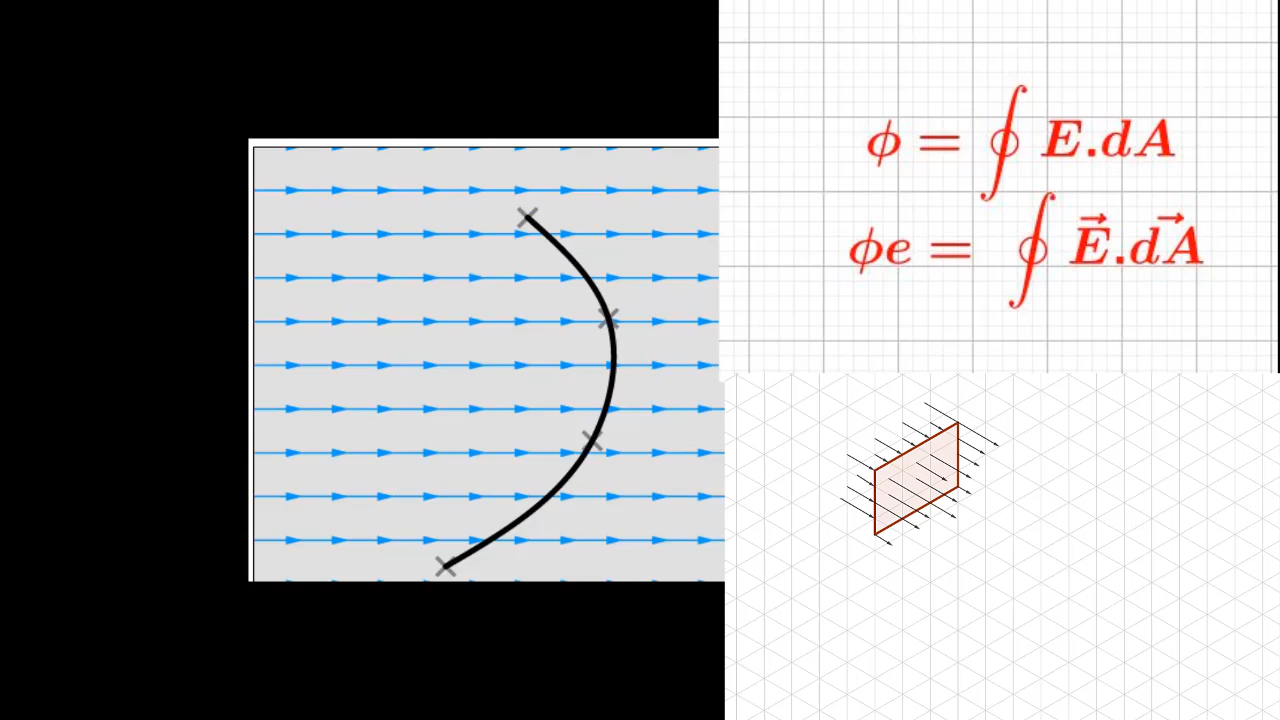 ϕ = ∮ E.dA
ϕe = ∮ E⃗.dA⃗